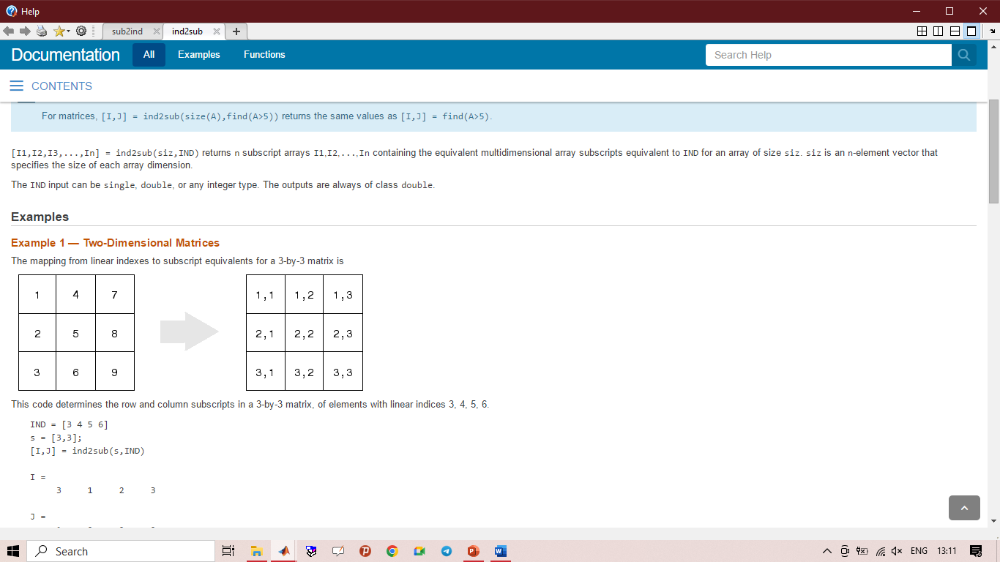 Help
sub2ind
ind2sub
Documentation All Examples Functions
Search Help
CONTENTS
For matrices, [I,J] = ind2sub(size(A),find(A>5)) returns the same values as [I,J] = find(A>5).
[I1,I2,I3,...,In] = ind2sub(siz,IND) returns n subscript arrays I1,I2,...,In containing the equivalent multidimensional array subscripts equivalent to IND for an array of size siz. siz is an n-element vector that
specifies the size of each array dimension.
The IND input can be single, double, or any integer type. The outputs are always of class double.
Examples
Example 1 — Two-Dimensional Matrices
The mapping from linear indexes to subscript equivalents for a 3-by-3 matrix is
1 4 7 1,1 1,2 1,3
2 5 8 2,1 2,2 2,3
3 6 9 3,1 3,2 3,3
This code determines the row and column subscripts in a 3-by-3 matrix, of elements with linear indices 3, 4, 5, 6.
IND = [3 4 5 6]
s = [3,3];
[I,J] = ind2sub(s,IND)
I =
3 1 2 3
J =
Search
ENG 13:11